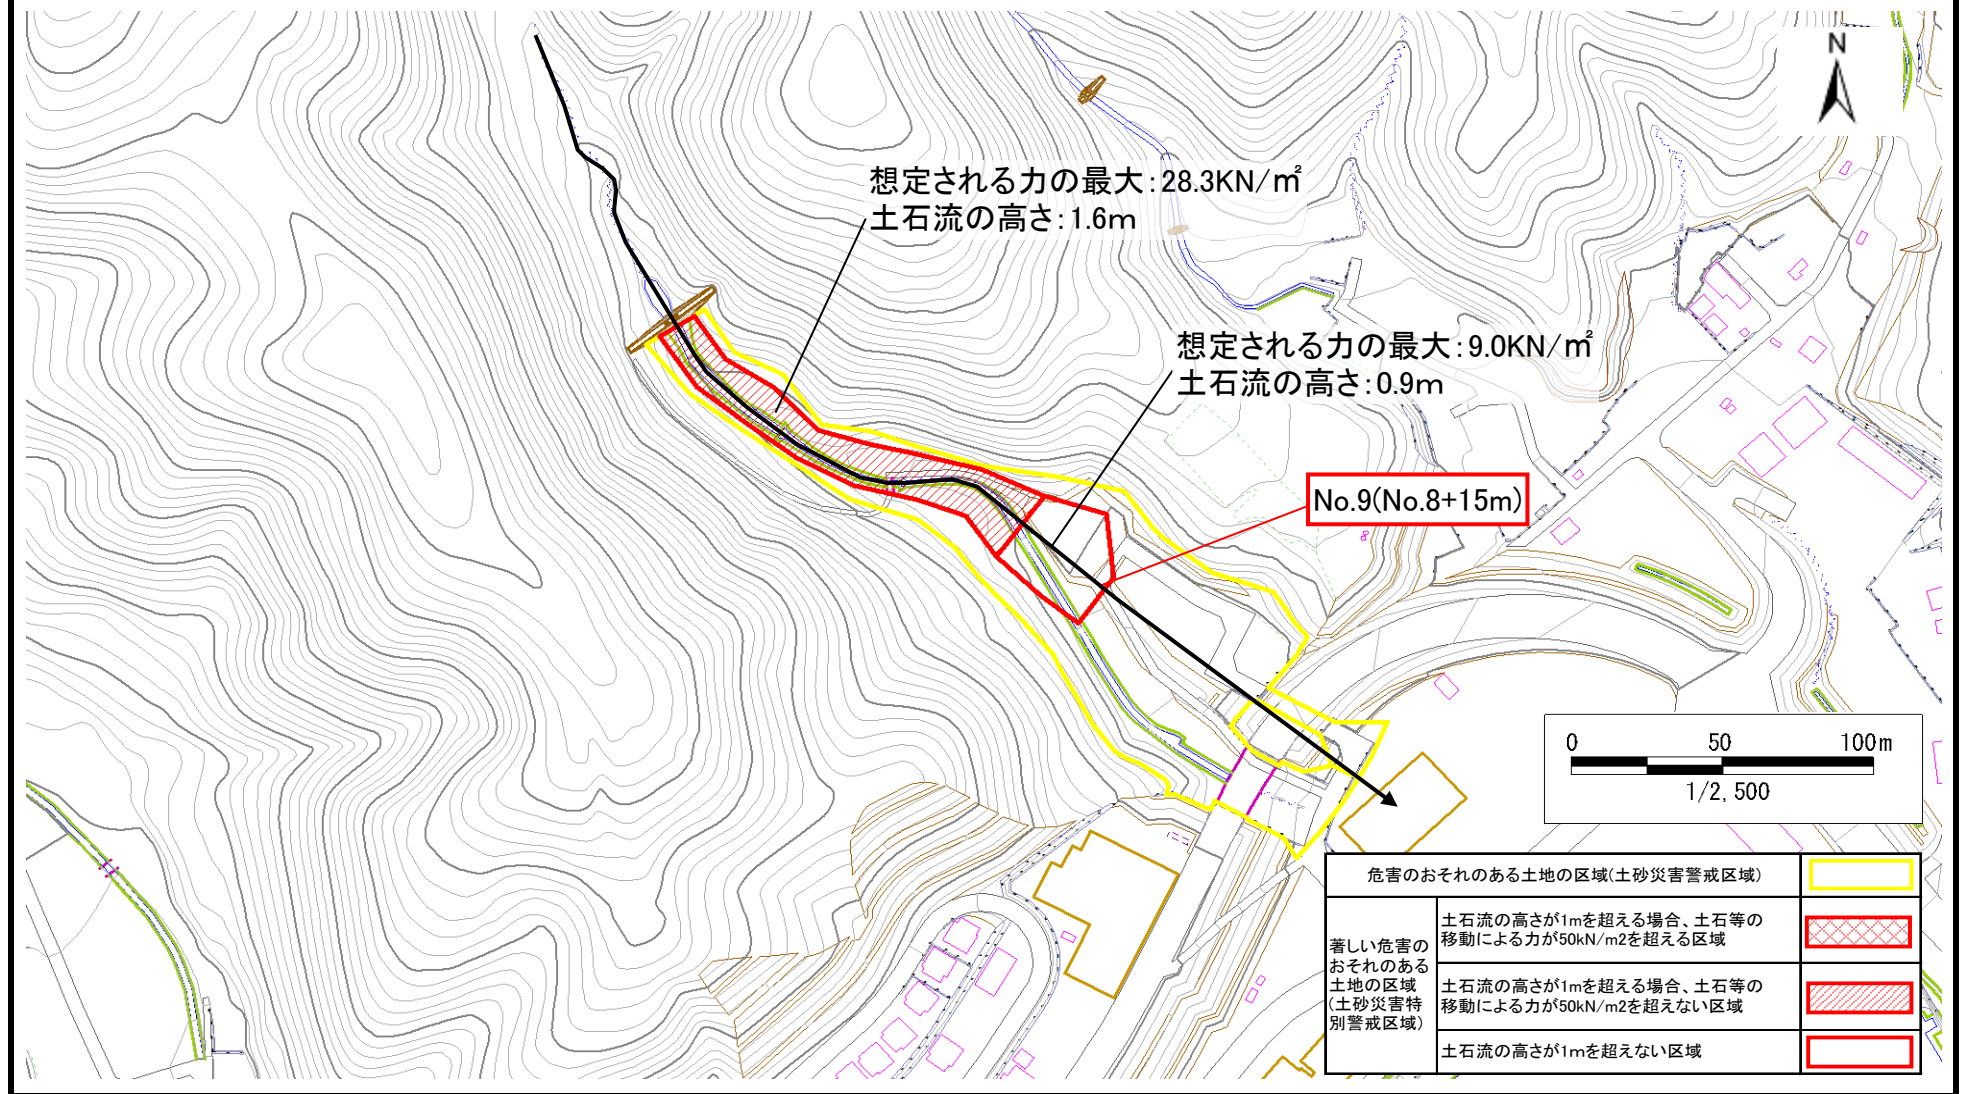 N
想定される力の最大:28.3KN/㎡
土石流の高さ:1.6m
想定される力の最大:9.0KN/㎡
土石流の高さ:0.9m
No.9(No.8+15m)
0 50 100m
1/2,500
危害のおそれのある土地の区域(土砂災害警戒区域)
著しい危害の
おそれのある
土地の区域
(土砂災害特
別警戒区域)
土石流の高さが1mを超える場合、土石等の
移動による力が50kN/m2を超える区域
土石流の高さが1mを超える場合、土石等の
移動による力が50kN/m2を超えない区域
土石流の高さが1mを超えない区域